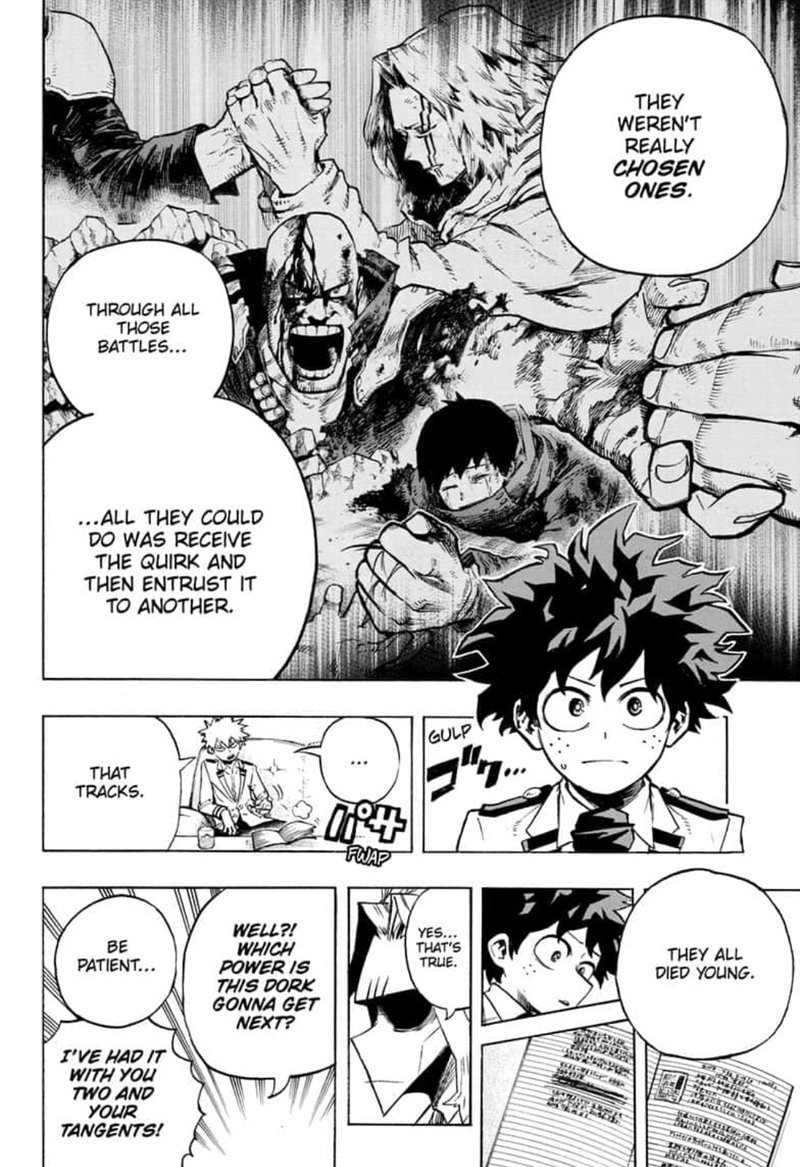 THEY
WEREN'T
REALLY
CHOSEN
ONES.
THROUGH ALL
THOSE
BATTLES...
...ALL THEY COULD
DO WAS RECEIVE
THE QUIRK AND
THEN ENTRUST IT
TO ANOTHER.
GULP
ゴク...
...
パサ
FWAP
THAT
TRACKS.
THEY ALL
DIED YOUNG.
YES...
THAT'S
TRUE.
WELL?!
WHICH
POWER IS
THIS DORK
GONNA GET
NEXT?
BE
PATIENT...
I'VE HAD IT
WITH YOU
TWO AND
YOUR
TANGENTS!